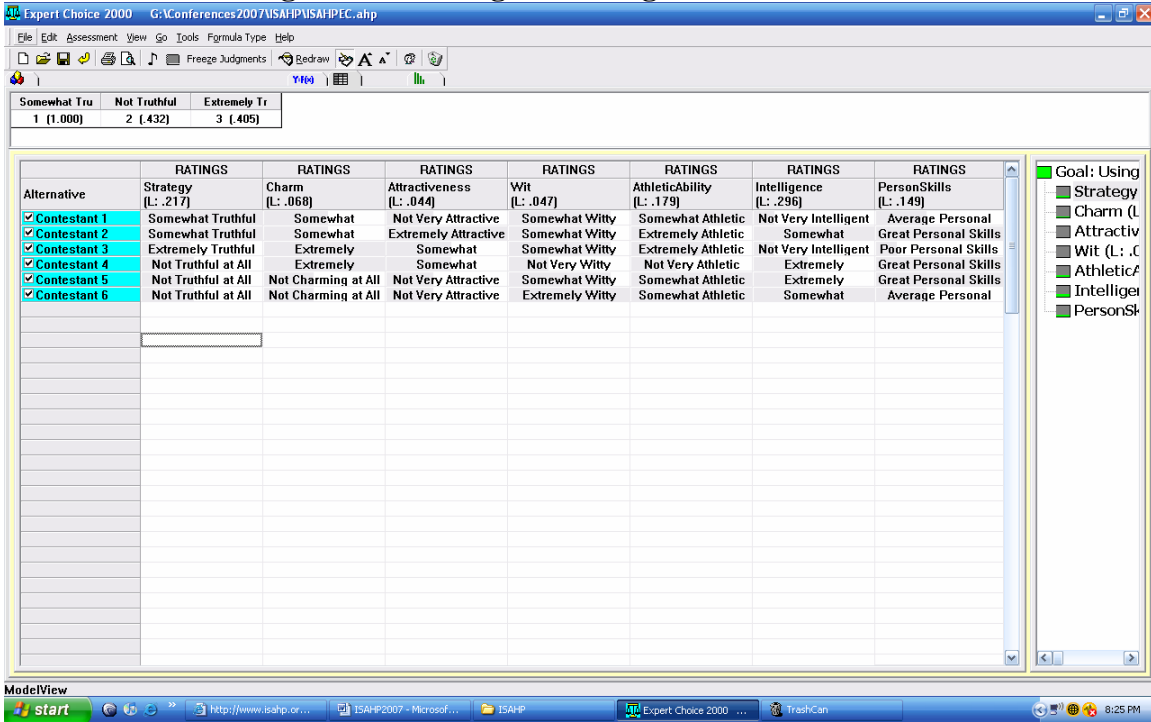 Expert Choice 2000 G:\Conferences2007\ISAHP\ISAHPEC.ahp
File Edit Assessment View Go Tools Formula Type Help
Freeze Judgments Redraw A A
Y=f(x)
Somewhat Tru Not Truthful Extremely Tr
1 (1.000) 2 (.432) 3 (.405)
RATINGS RATINGS RATINGS RATINGS RATINGS RATINGS RATINGS
Alternative Strategy (L: .217) Charm (L: .068) Attractiveness (L: .044) Wit (L: .047) AthleticAbility (L: .179) Intelligence (L: .296) PersonSkills (L: .149)
Contestant 1 Somewhat Truthful Somewhat Not Very Attractive Somewhat Witty Somewhat Athletic Not Very Intelligent Average Personal
Contestant 2 Somewhat Truthful Somewhat Extremely Attractive Somewhat Witty Extremely Athletic Somewhat Great Personal Skills
Contestant 3 Extremely Truthful Extremely Somewhat Somewhat Witty Extremely Athletic Not Very Intelligent Poor Personal Skills
Contestant 4 Not Truthful at All Extremely Somewhat Not Very Witty Not Very Athletic Extremely Great Personal Skills
Contestant 5 Not Truthful at All Not Charming at All Not Very Attractive Somewhat Witty Somewhat Athletic Extremely Great Personal Skills
Contestant 6 Not Truthful at All Not Charming at All Not Very Attractive Extremely Witty Somewhat Athletic Somewhat Average Personal
Goal: Using
Strategy
Charm (L
Attractiv
Wit (L: .0
AthleticA
Intelliger
PersonSk
ModelView
start http://www.isahp.or... ISAHP2007 - Microsof... ISAHP Expert Choice 2000 ... TrashCan 8:25 PM